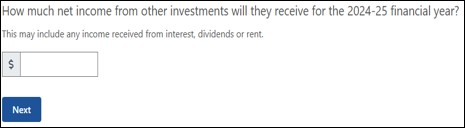 How much net income from other investments will they receive for the 2024-25 financial year?
This may include any income received from interest, dividends or rent.
$
Next